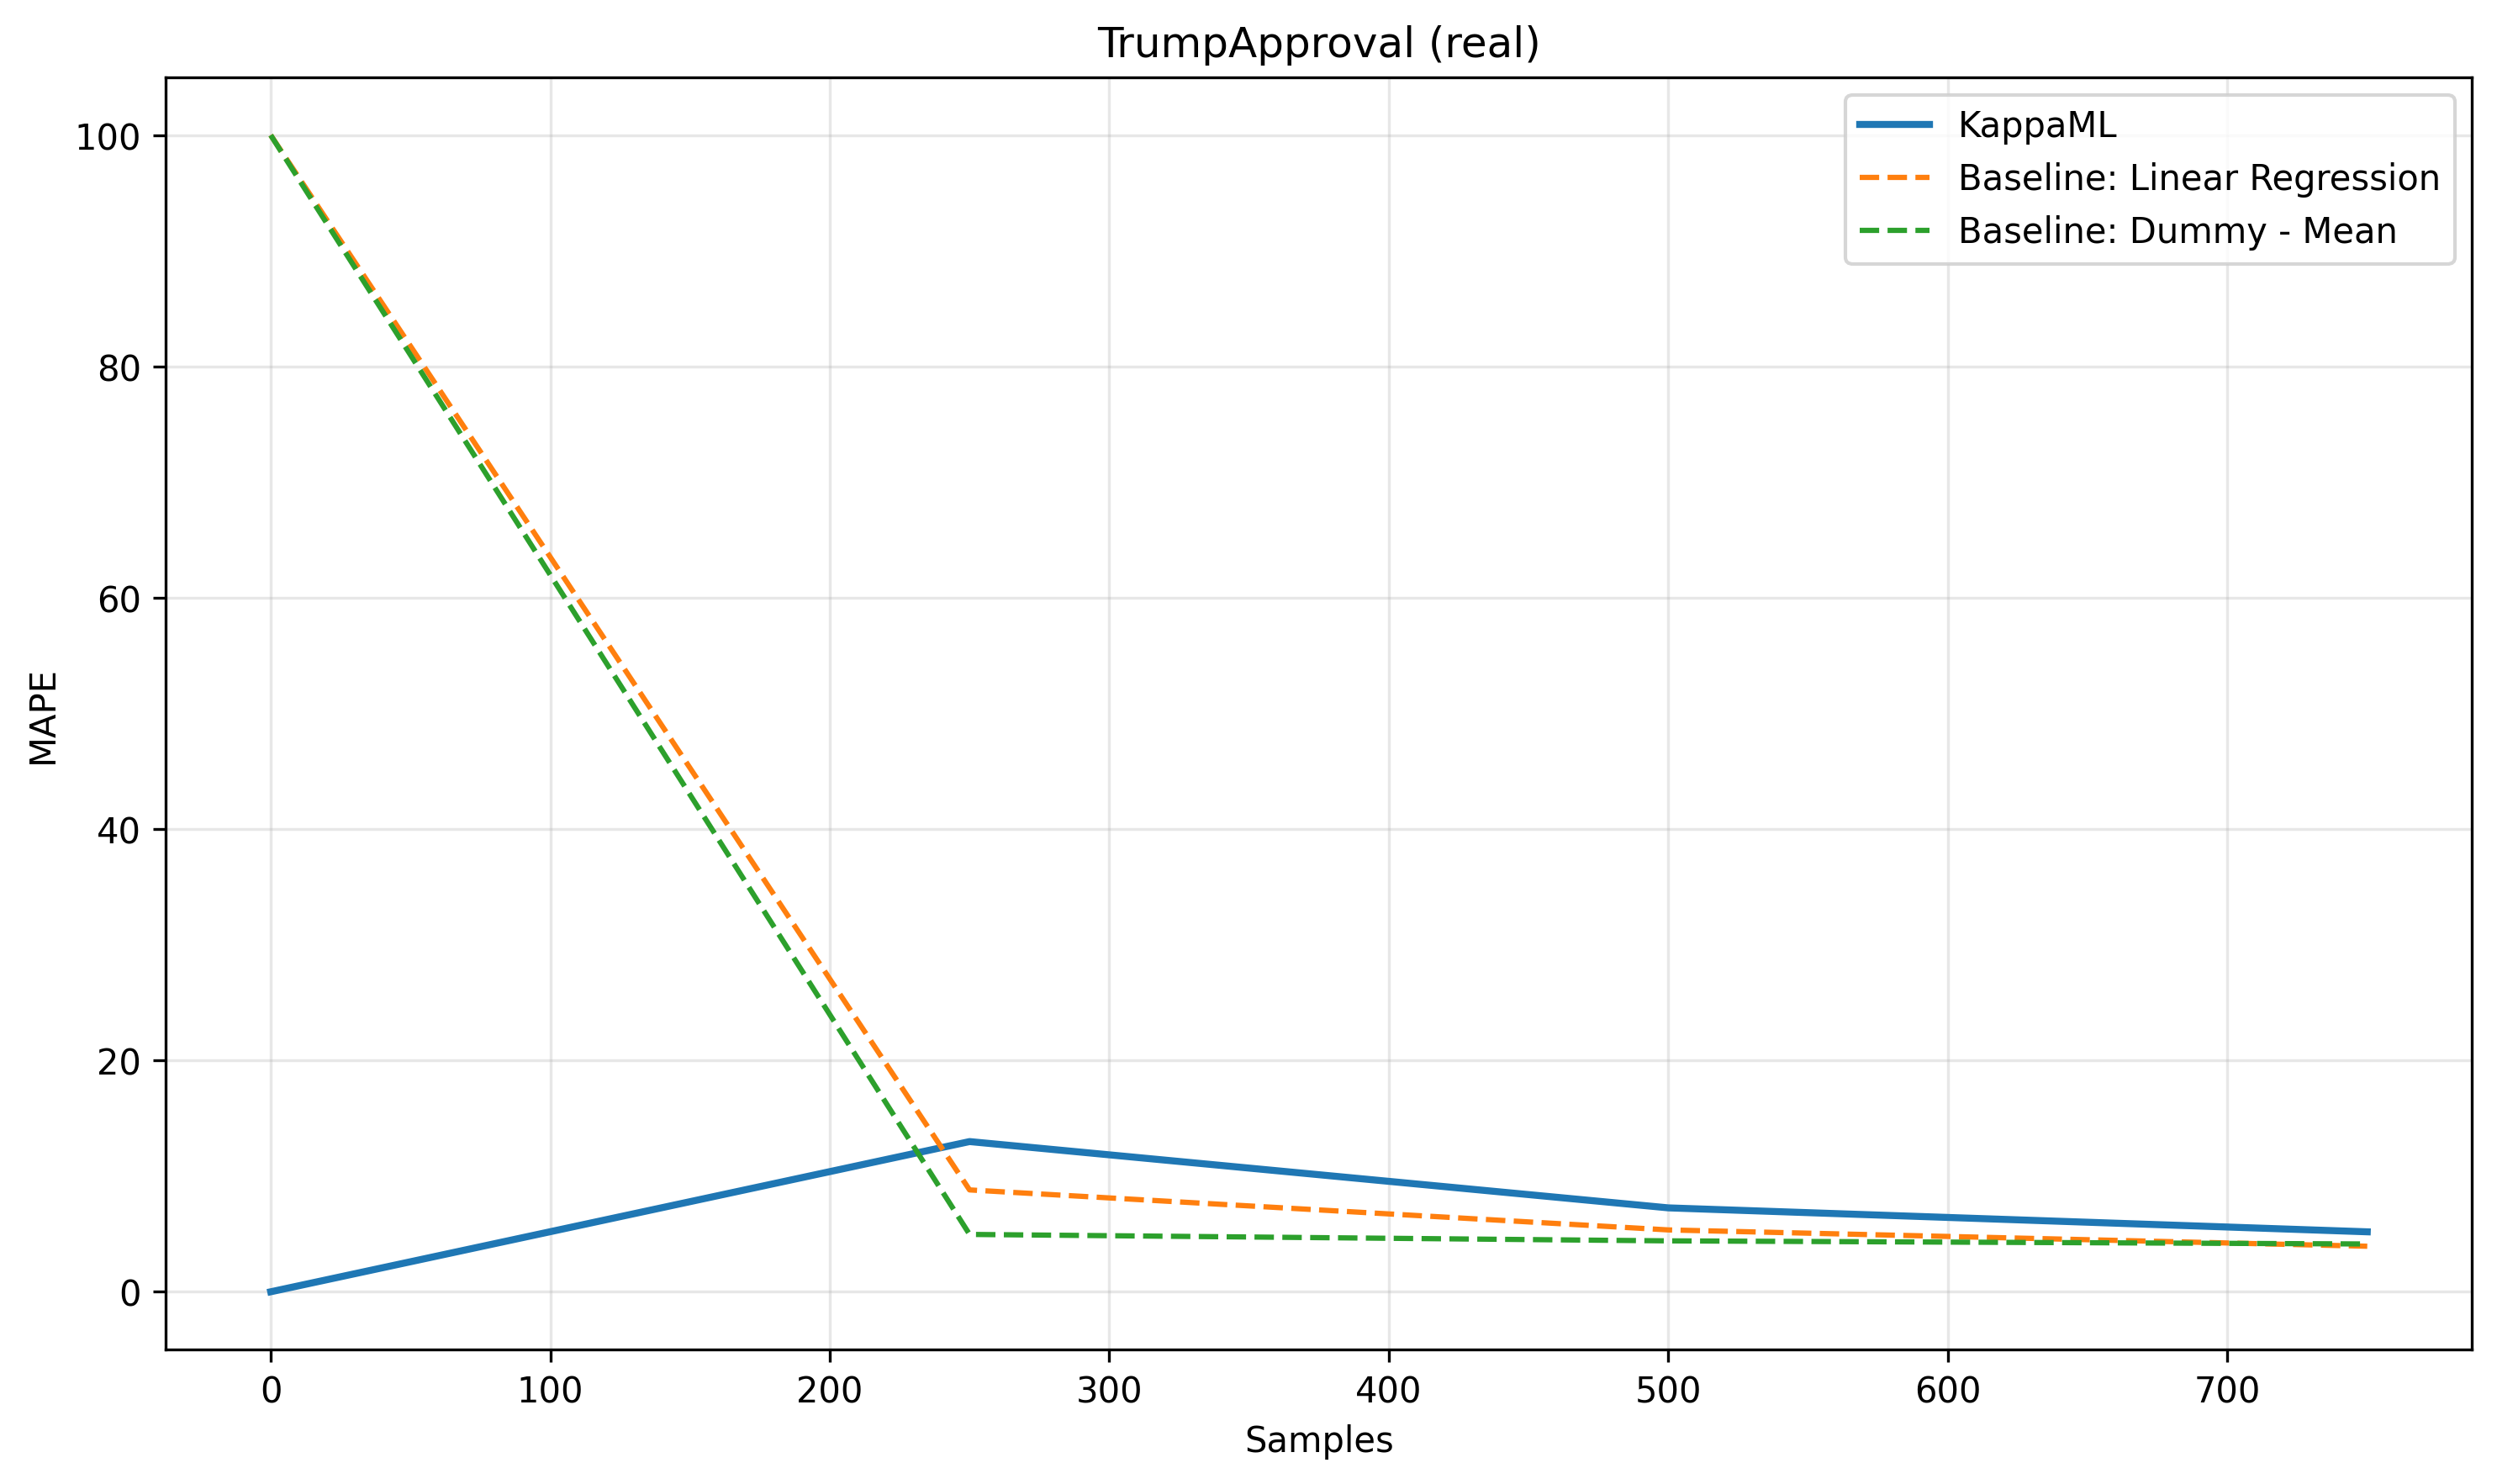 TrumpApproval (real)
KappaML
Baseline: Linear Regression
Baseline: Dummy - Mean
MAPE
100
80
60
40
20
0
0 100 200 300 400 500 600 700
Samples